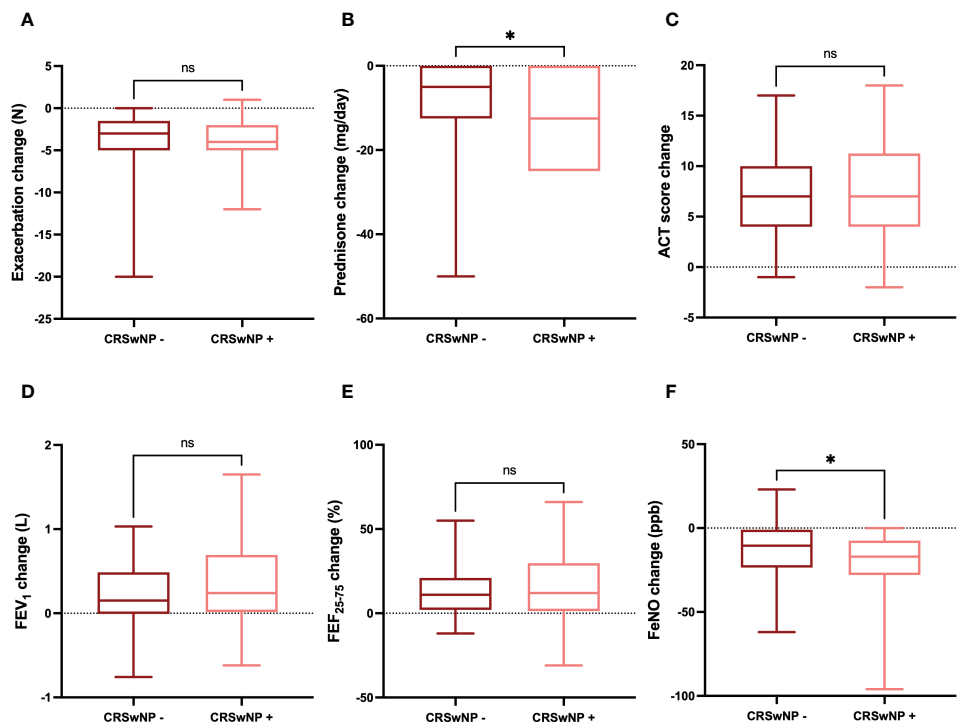 A
B
C
Exacerbation change (N)
5
0
-5
-10
-15
-20
-25
ns
CRSwNP -
CRSwNP +
Prednisone change (mg/day)
0
-20
-40
-60
*
CRSwNP -
CRSwNP +
ACT score change
20
15
10
5
0
-5
ns
CRSwNP -
CRSwNP +
D
E
F
FEV1 change (L)
2
1
0
-1
ns
CRSwNP -
CRSwNP +
FEF25-75 change (%)
100
50
0
-50
ns
CRSwNP -
CRSwNP +
FeNO change (ppb)
50
0
-50
-100
*
CRSwNP -
CRSwNP +